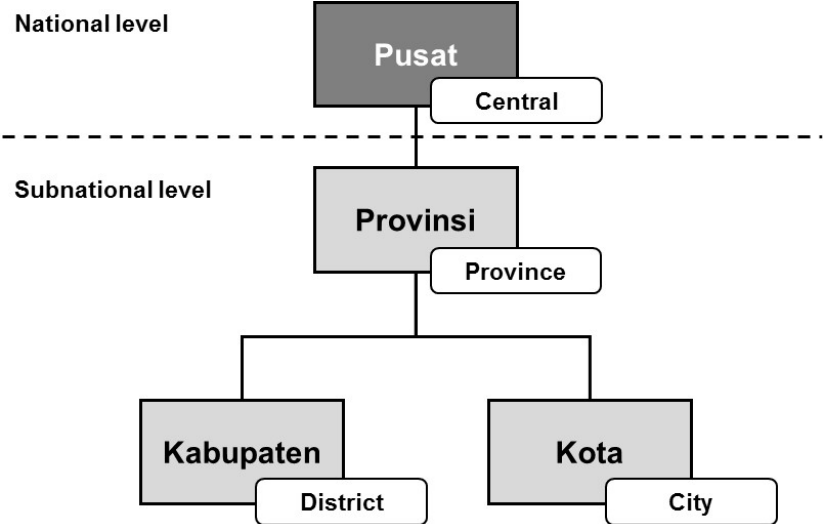 National level
Pusat
Central
Subnational level
Provinsi
Province
Kabupaten
District
Kota
City